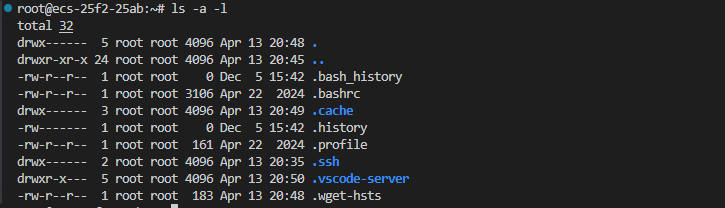 root@ecs-25f2-25ab:~# ls -a -l
total 32
drwx------  5 root root 4096 Apr 13 20:48 .
drwxr-xr-x 24 root root 4096 Apr 13 20:45 ..
-rw-r--r--  1 root root    0 Dec  5 15:42 .bash_history
-rw-r--r--  1 root root 3106 Apr 22  2024 .bashrc
drwx------  3 root root 4096 Apr 13 20:49 .cache
-rw-------  1 root root    0 Dec  5 15:42 .history
-rw-r--r--  1 root root  161 Apr 22  2024 .profile
drwx------  2 root root 4096 Apr 13 20:35 .ssh
drwxr-x---  5 root root 4096 Apr 13 20:50 .vscode-server
-rw-r--r--  1 root root  183 Apr 13 20:48 .wget-hsts